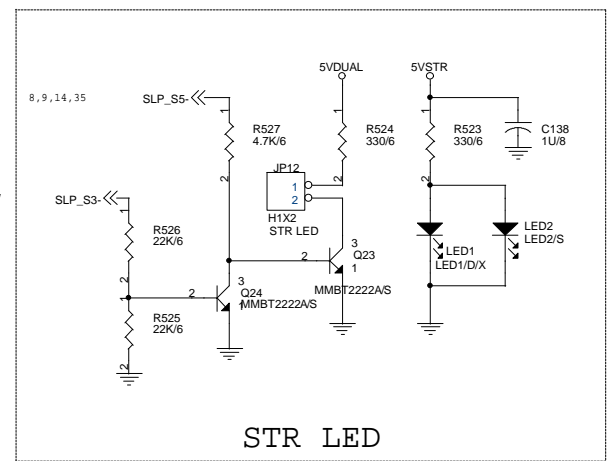 5VDUAL
5VSTR
8,9,14,35
SLP_S5-
1
R527
4.7K/6
2
1
R524
330/6
2
1
R523
330/6
2
C138
1U/8
JP12
1
2
H1X2
STR LED
SLP_S3-
1
R526
22K/6
2
1
R525
22K/6
2
2
3
Q24
1
MMBT2222A/S
2
3
Q23
1
MMBT2222A/S
LED1
LED1/D/X
LED2
LED2/S
STR LED